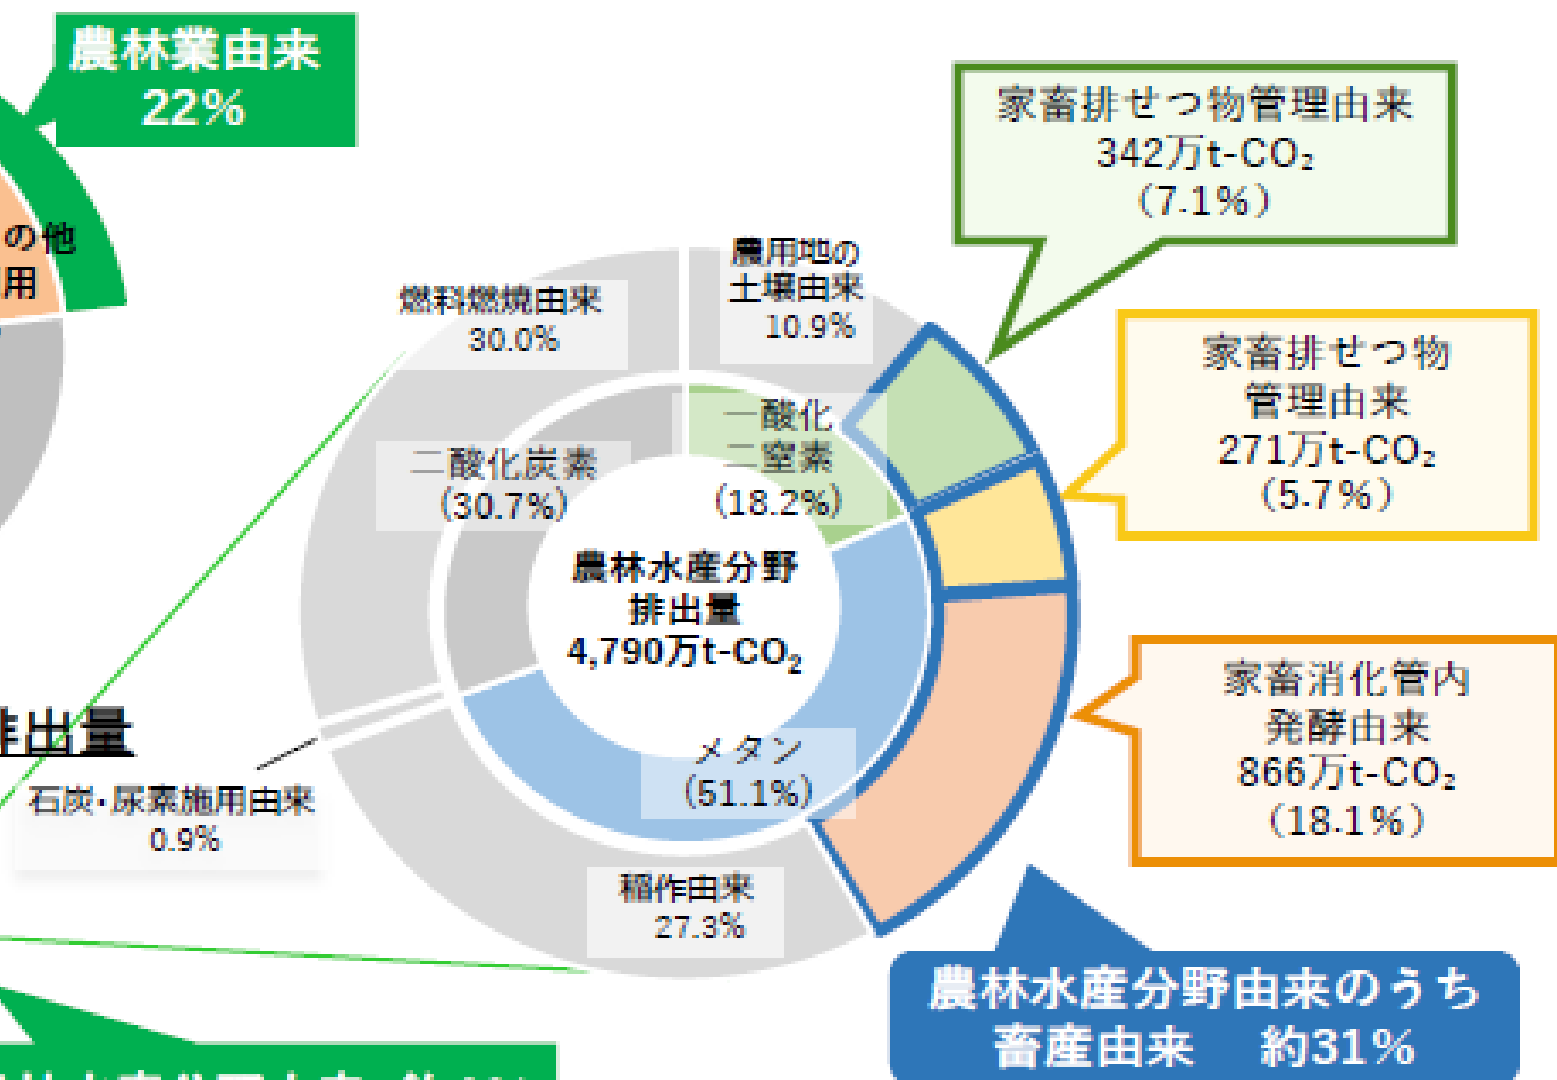 農林業由来
22%
の他
用
排出量
家畜排せつ物管理由来
342万t-CO₂
（7.1%）
農用地の
土壌由来
10.9%
燃料燃焼由来
30.0%
家畜排せつ物
管理由来
271万t-CO₂
（5.7%）
一酸化
二窒素
(18.2%)
二酸化炭素
(30.7%)
農林水産分野
排出量
4,790万t-CO₂
家畜消化管内
発酵由来
866万t-CO₂
（18.1%）
メタン
(51.1%)
石炭・尿素施用由来
0.9%
稲作由来
27.3%
農林水産分野由来のうち
畜産由来　約31%